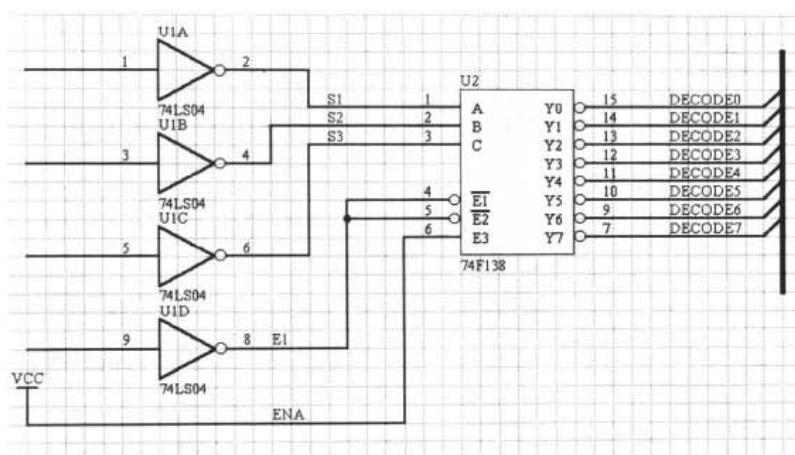 U1A
1
2
74LS04
U1B
3
4
74LS04
U1C
5
6
74LS04
U1D
9
8
E1
74LS04
VCC
ENA
S1
S2
S3
U2
1
2
3
4
5
6
A
B
C
E1
E2
E3
Y0
Y1
Y2
Y3
Y4
Y5
Y6
Y7
74F138
15 DECODE0
14 DECODE1
13 DECODE2
12 DECODE3
11 DECODE4
10 DECODE5
9 DECODE6
7 DECODE7